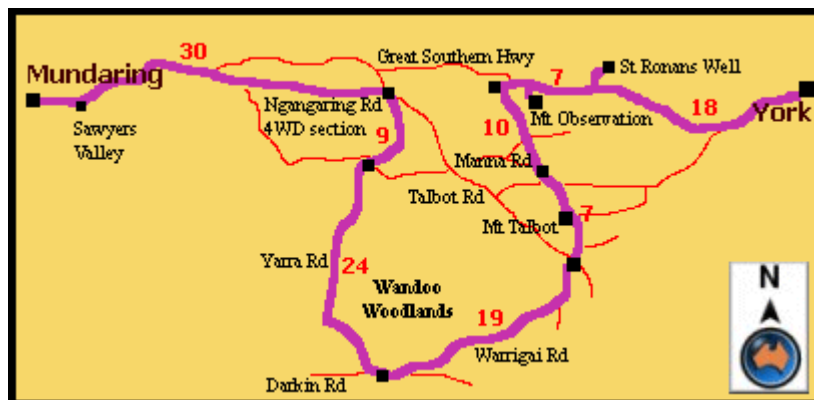 30
Great Southern Hwy
7
St Ronans Well
Mundaring
Sawyers
Valley
Ngangaring Rd
4WD section
9
10
Mt Observation
18
York
Manna Rd
Talbot Rd
Mt Talbot
7
Yarra Rd
24
Wandoo
Woodlands
19
Warrigai Rd
Darkin Rd
N